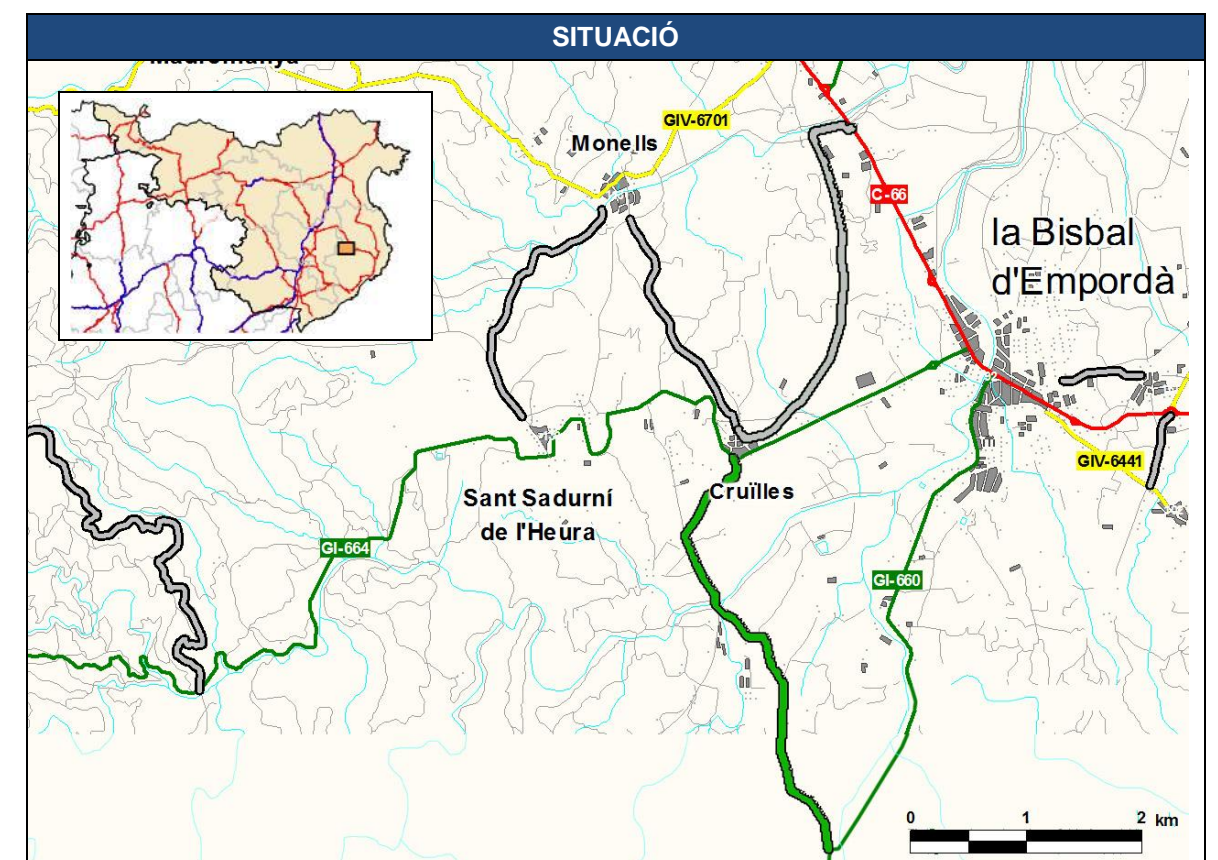 SITUACIÓ
Madremanya
Monells
GIV-6701
C-66
la Bisbal
d'Empordà
GIV-6441
Sant Sadurní
de l'Heura
Cruïlles
GI-664
GI-660
0 1 2 km